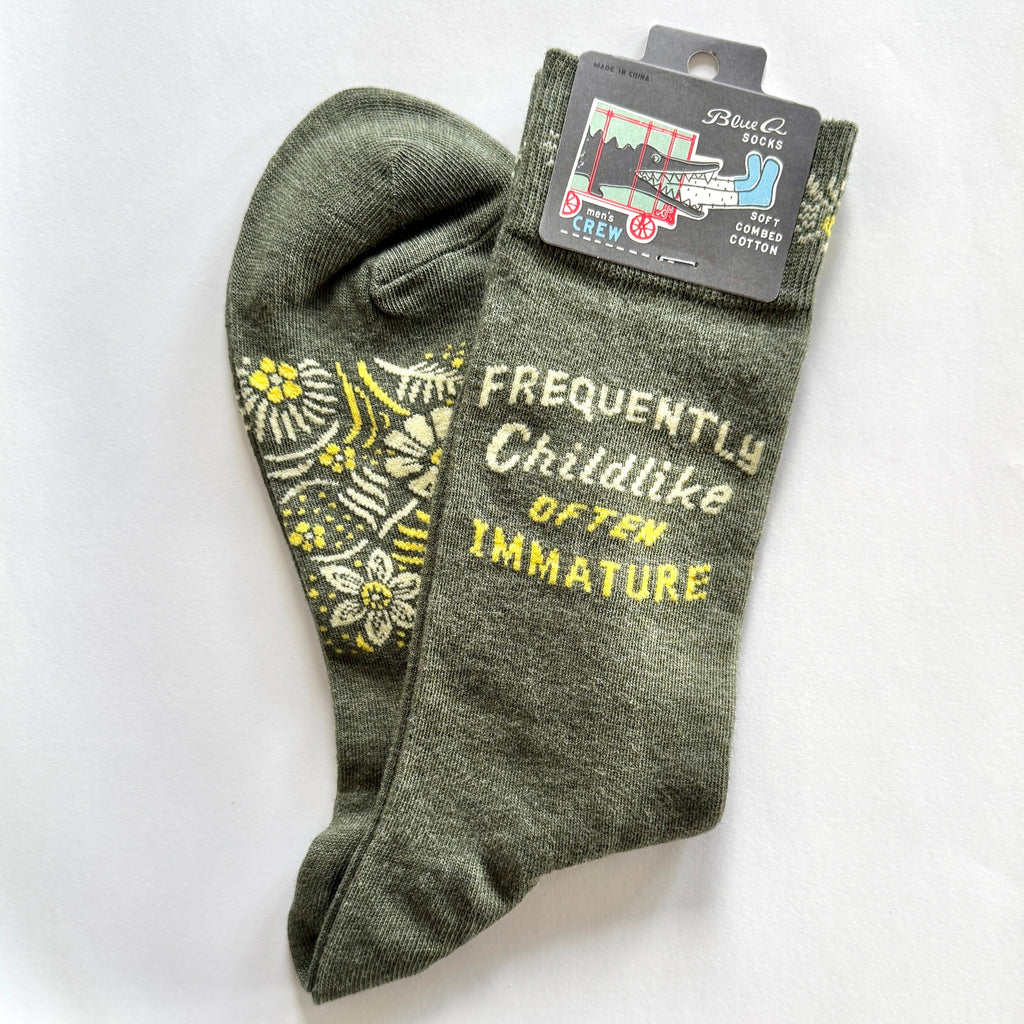 MADE IN CHINA
Blue Q
SOCKS
men's
CREW
SOFT
COMBED
COTTON
FREQUENTLY
Childlike
OFTEN
IMMATURE